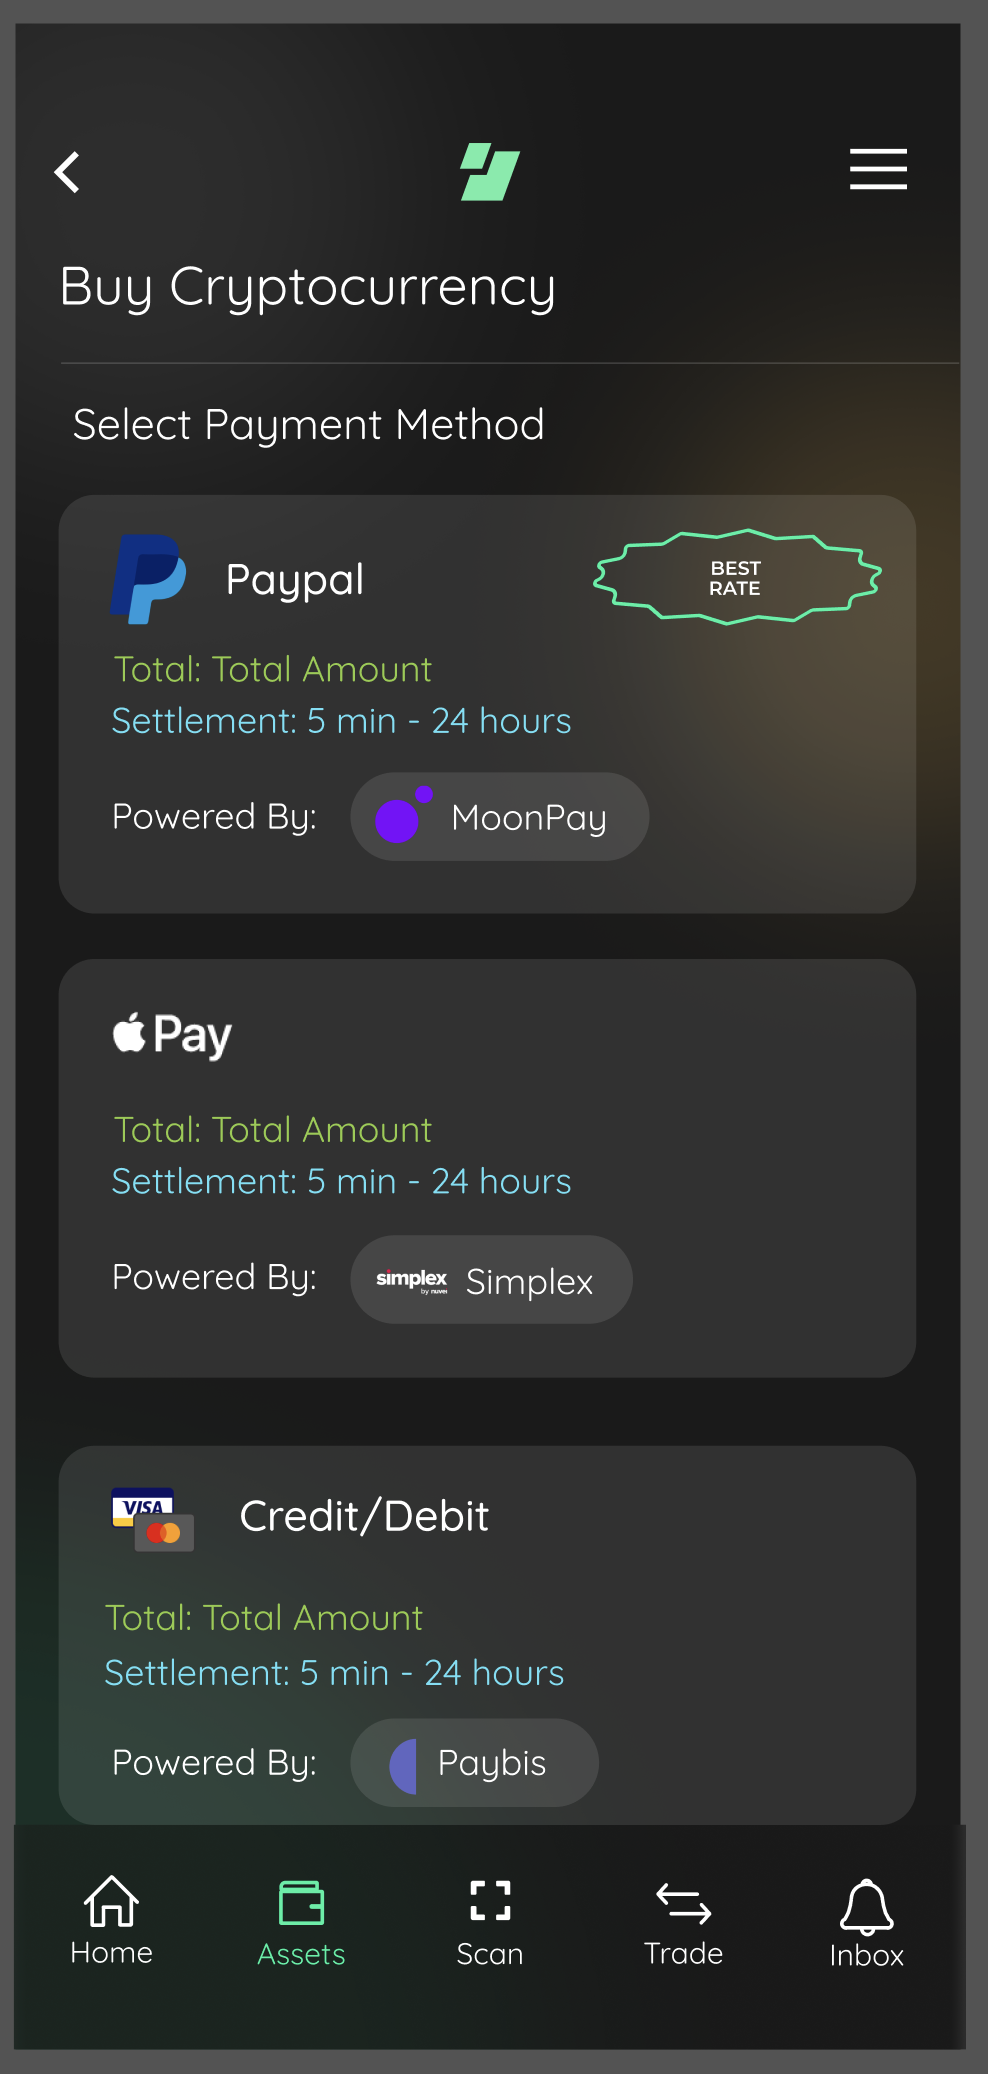 Buy Cryptocurrency
Select Payment Method
Paypal
BEST
RATE
Total: Total Amount
Settlement: 5 min - 24 hours
Powered By:
MoonPay
Pay
Total: Total Amount
Settlement: 5 min - 24 hours
Powered By:
simplex
by nuvei
Simplex
VISA
Credit/Debit
Total: Total Amount
Settlement: 5 min - 24 hours
Powered By:
Paybis
Home
Assets
Scan
Trade
Inbox